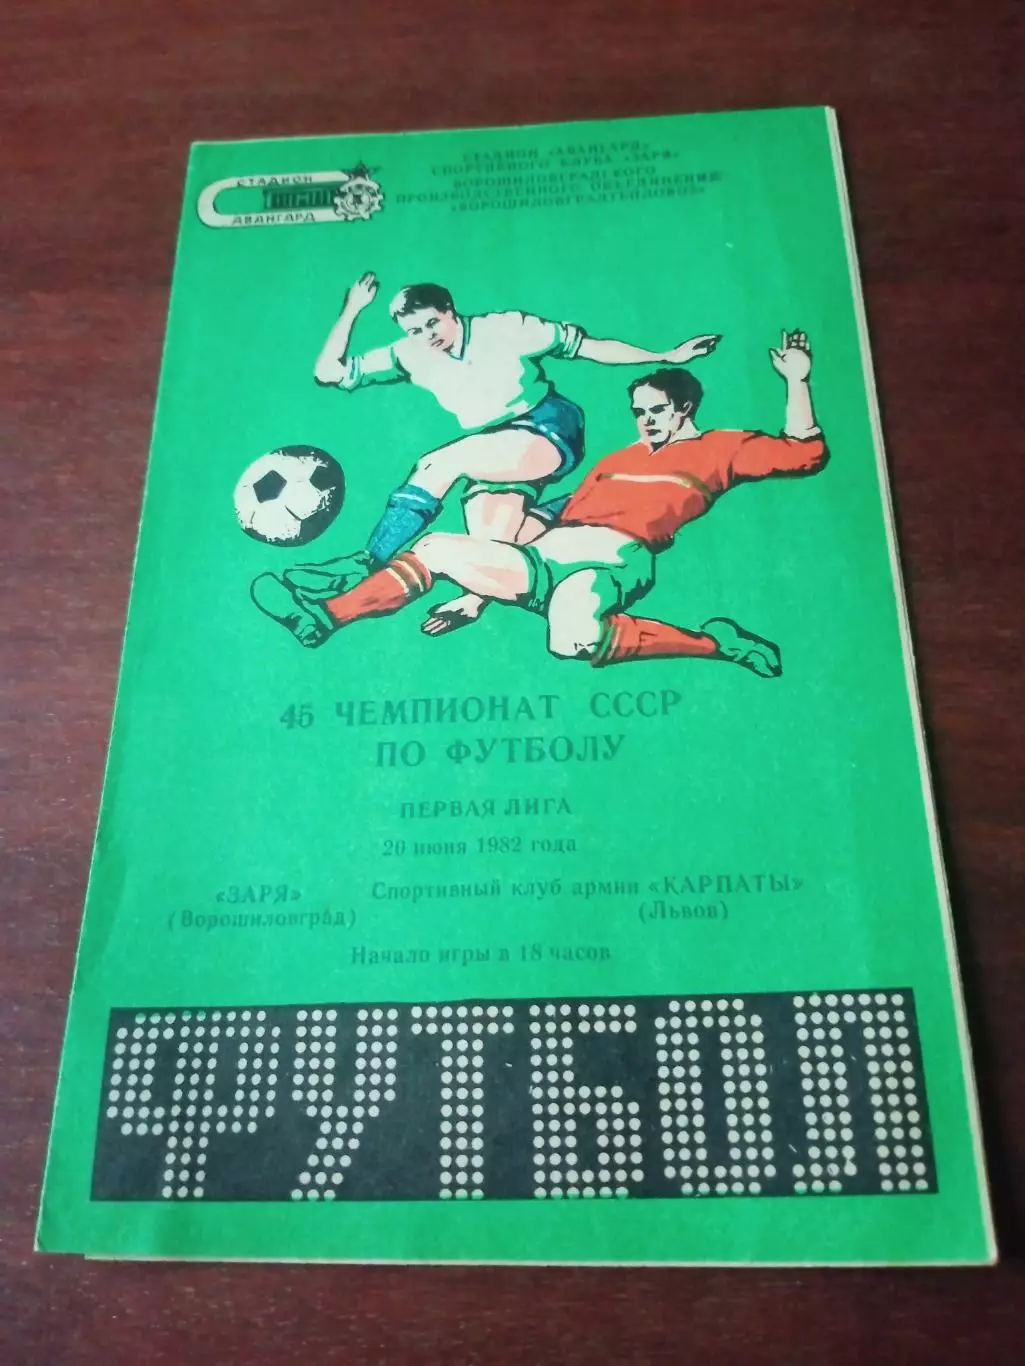 СТАДИОН «АВАНГАРД»
СПОРТИВНОГО КЛУБА «ЗАРЯ»
ВОРОШИЛОВГРАДСКОГО
ПРОИЗВОДСТВЕННОГО ОБЪЕДИНЕНИЯ
«ВОРОШИЛОВГРАДТЕПЛОВОЗ»
СТАДИОН
АВАНГАРД
45 ЧЕМПИОНАТ СССР
ПО ФУТБОЛУ
ПЕРВАЯ ЛИГА
20 июня 1982 года
«ЗАРЯ» Спортивный клуб армии «КАРПАТЫ»
(Ворошиловград) (Львов)
Начало игры в 18 часов
ФУТБОЛ